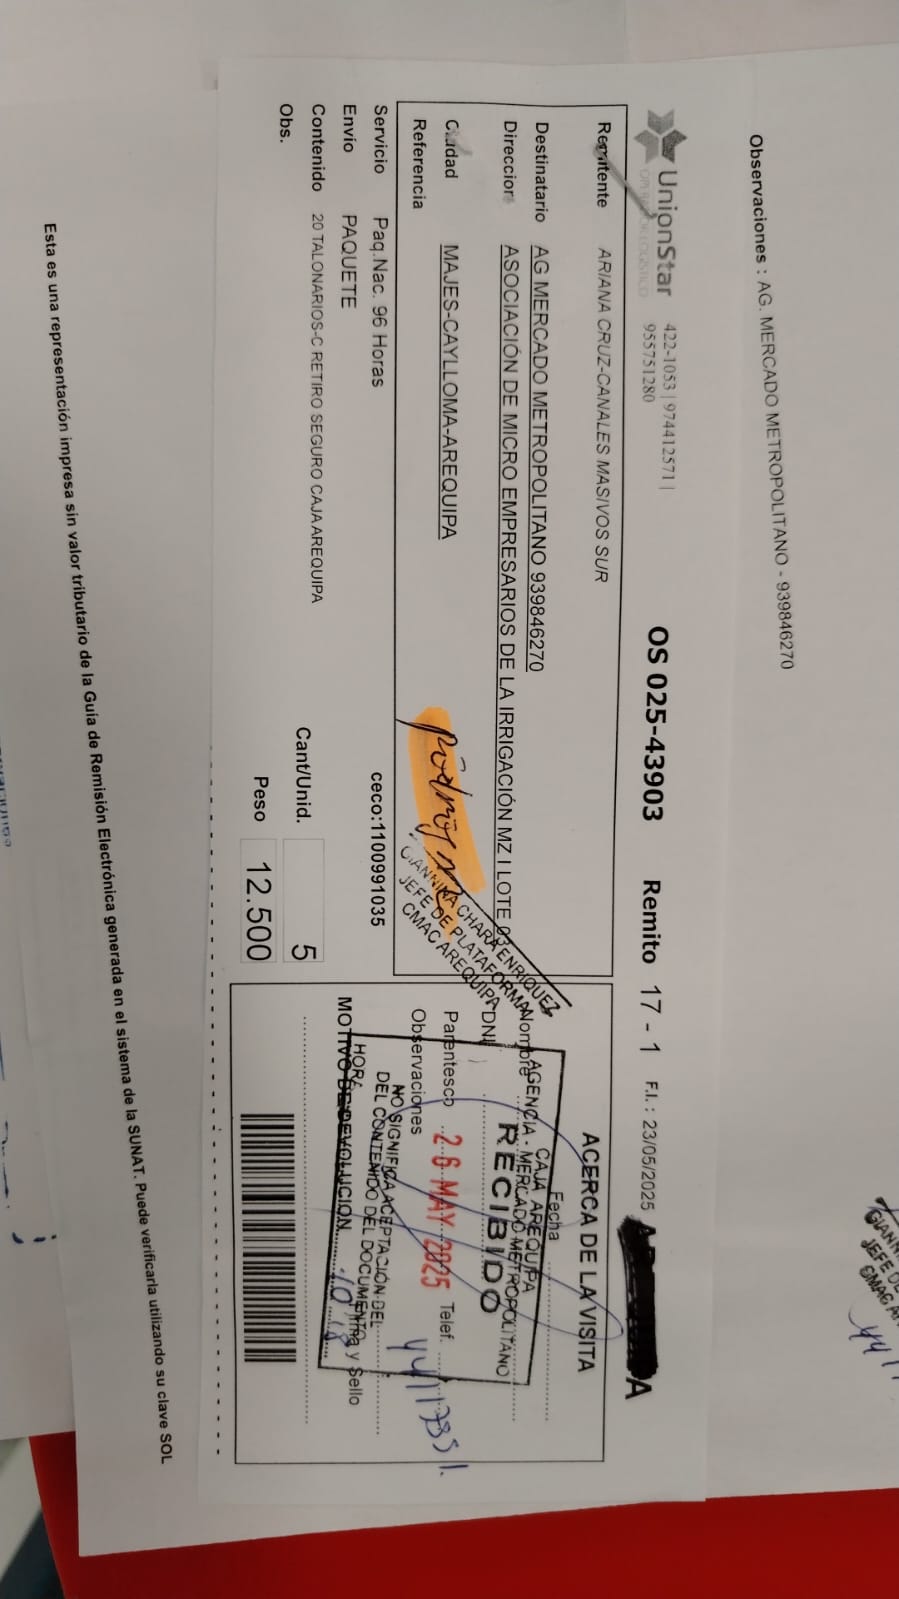 Observaciones : AG. MERCADO METROPOLITANO - 939846270
UnionStar
OPERADOR LOGISTICO
422-1053 | 974412571 |
955751280
OS 025-43903 Remito 17 - 1 F.I.: 23/05/2025
Remitente ARIANA CRUZ-CANALES MASIVOS SUR
Destinatario AG MERCADO METROPOLITANO 939846270
Direccion ASOCIACIÓN DE MICRO EMPRESARIOS DE LA IRRIGACIÓN MZ I LOTE 03
Ciudad MAJES-CAYLLOMA-AREQUIPA
Referencia
Servicio Paq.Nac. 96 Horas
ceco:1100991035
Envío PAQUETE
Contenido 20 TALONARIOS-C RETIRO SEGURO CAJA AREQUIPA
Cant/Unid. 5
Obs.
Peso 12.500
GIANNINA CHARA ENRIQUEZ
JEFE DE PLATAFORMA
CMAC AREQUIPA
ACERCA DE LA VISITA
Fecha
Nombre
DNI
Parentesco
Telef.
Observaciones
MOTIVO DE DEVOLUCION
y Sello
CAJA AREQUIPA
AGENCIA - MERCADO METROPOLITANO
RECIBIDO
26 MAY 2025
NO SIGNIFICA ACEPTACIÓN DEL
DEL CONTENIDO DEL DOCUMENTO
HORA
Esta es una representación impresa sin valor tributario de la Guía de Remisión Electrónica generada en el sistema de la SUNAT. Puede verificarla utilizando su clave SOL